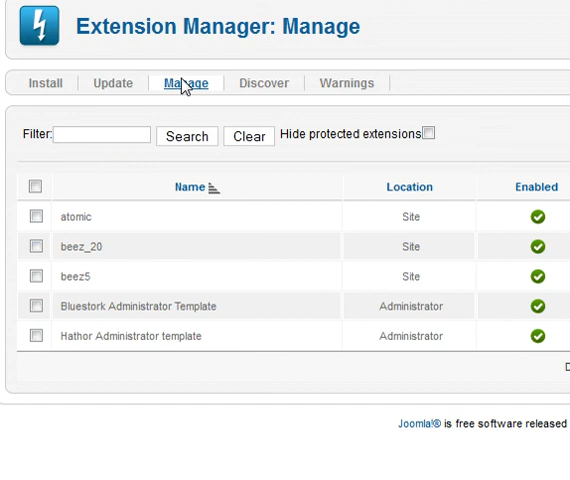 Extension Manager: Manage
Install Update Manage Discover Warnings
Filter: Search Clear Hide protected extensions
Name Location Enabled
atomic Site
beez_20 Site
beez5 Site
Bluestork Administrator Template Administrator
Hathor Administrator template Administrator
D
Joomla!® is free software released